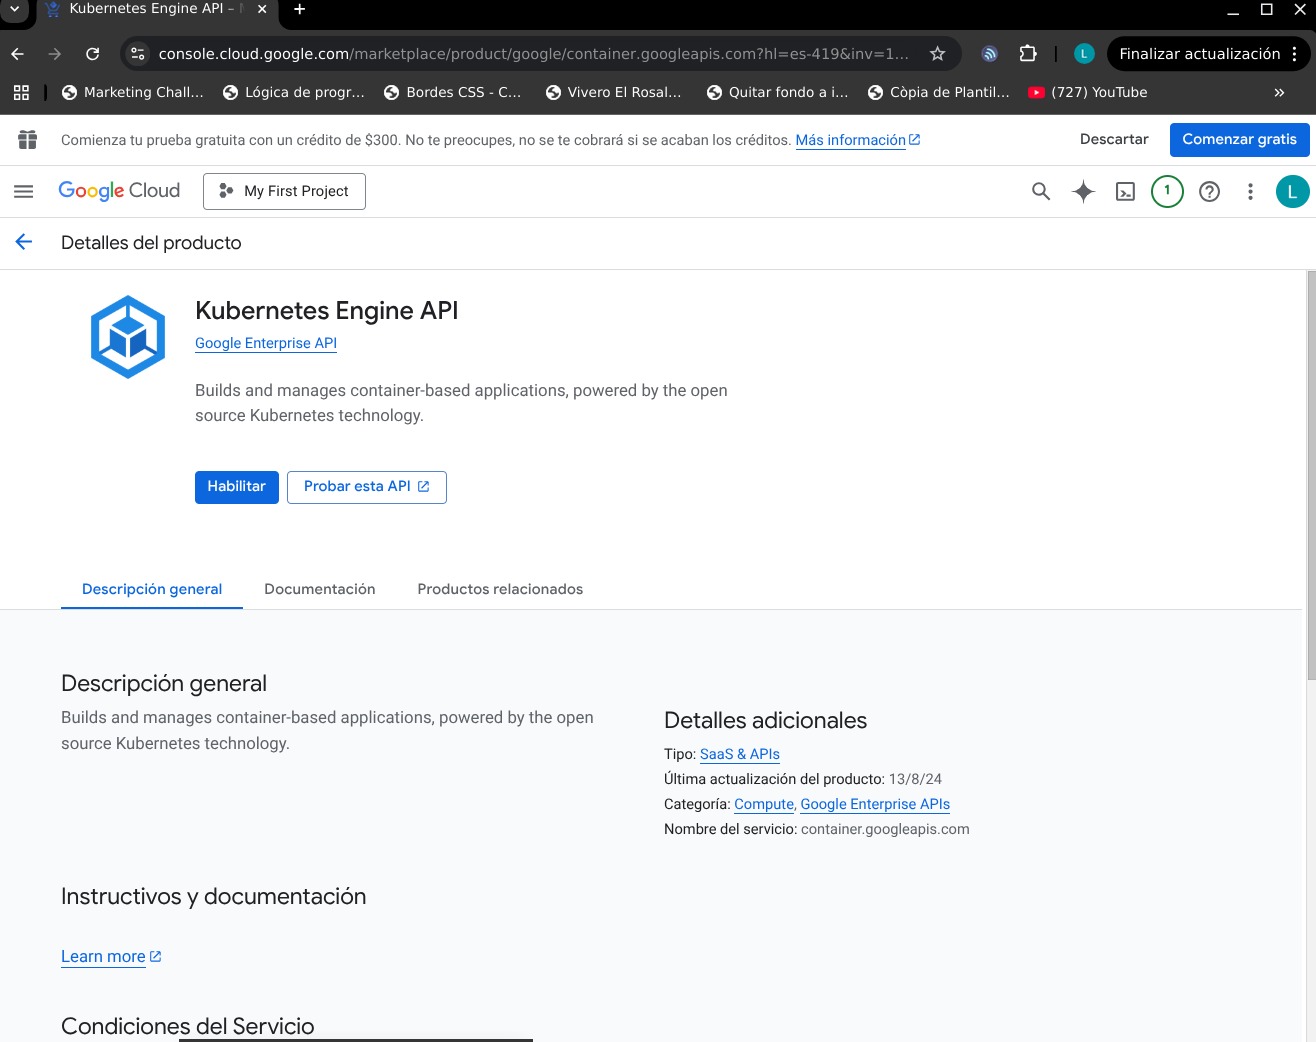 Kubernetes Engine API –
console.cloud.google.com/marketplace/product/google/container.googleapis.com?hl=es-419&inv=1...
L
Finalizar actualización
Marketing Chall...
Lógica de progr...
Bordes CSS - C...
Vivero El Rosal...
Quitar fondo a i...
Còpia de Plantil...
(727) YouTube
»
Comienza tu prueba gratuita con un crédito de $300. No te preocupes, no se te cobrará si se acaban los créditos. Más información
Descartar
Comenzar gratis
Google Cloud
My First Project
1
L
Detalles del producto
Kubernetes Engine API
Google Enterprise API
Builds and manages container-based applications, powered by the open
source Kubernetes technology.
Habilitar
Probar esta API
Descripción general
Documentación
Productos relacionados
Descripción general
Builds and manages container-based applications, powered by the open
source Kubernetes technology.
Detalles adicionales
Tipo: SaaS & APIs
Última actualización del producto: 13/8/24
Categoría: Compute, Google Enterprise APIs
Nombre del servicio: container.googleapis.com
Instructivos y documentación
Learn more
Condiciones del Servicio